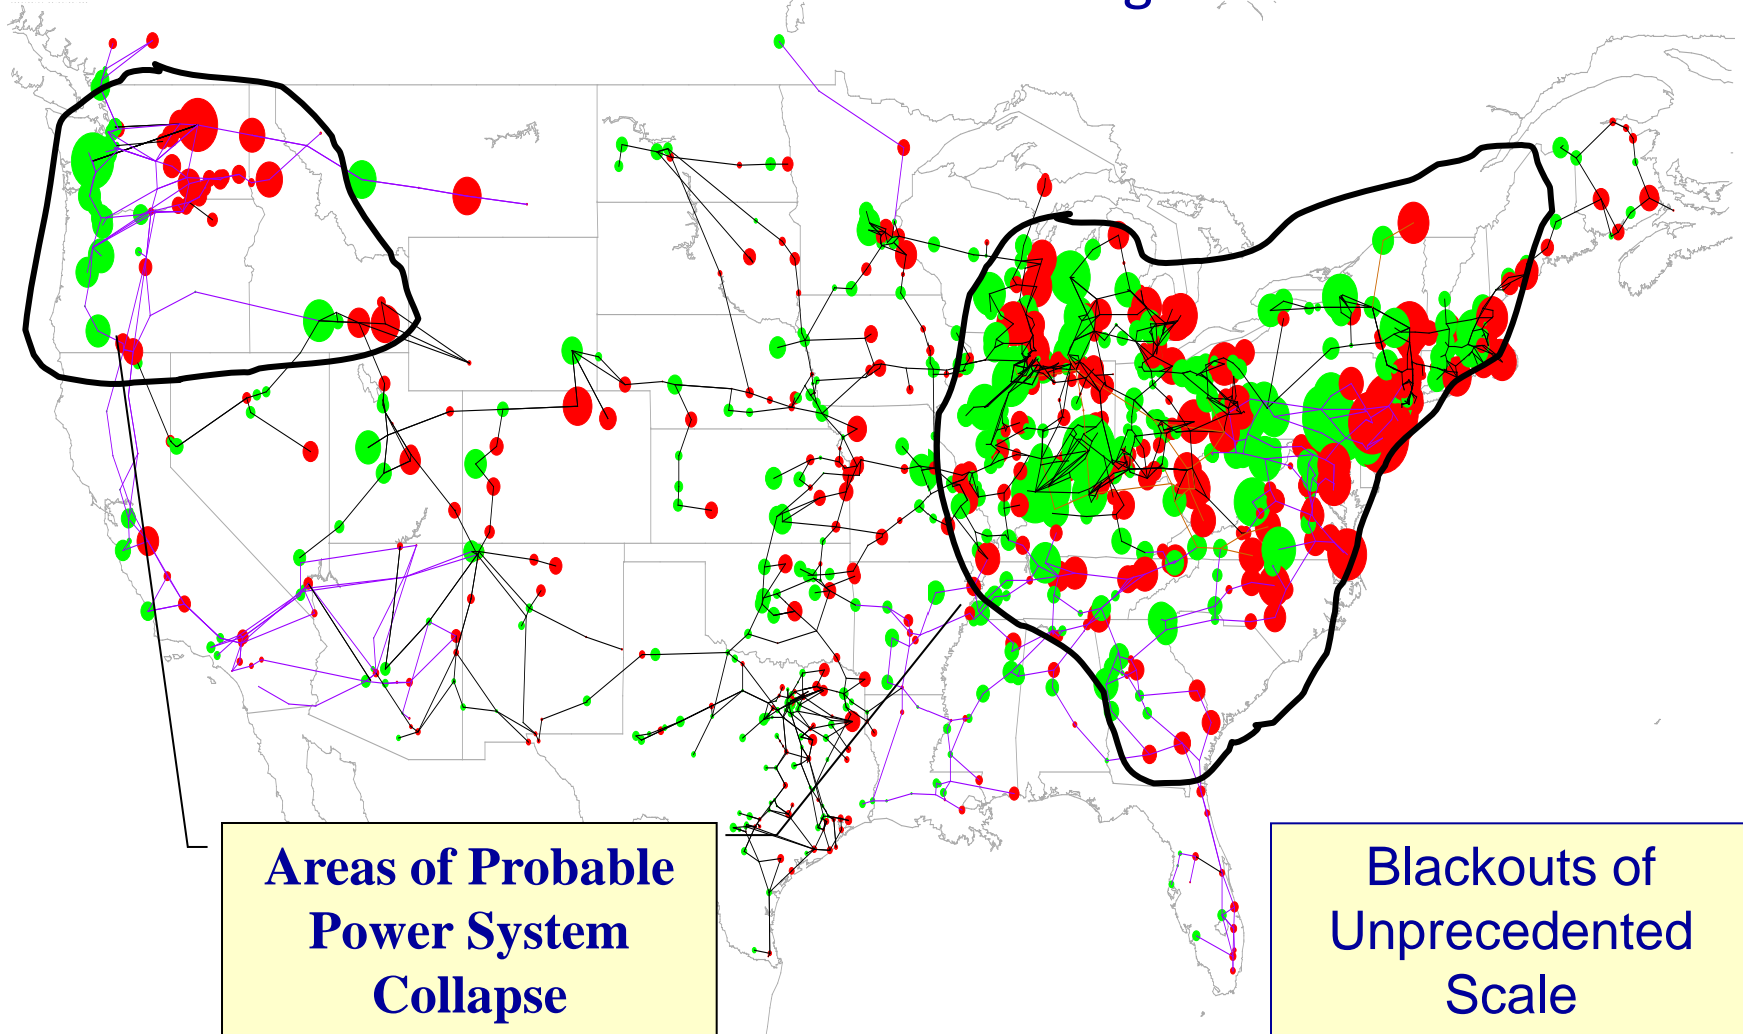 Areas of Probable
Power System
Collapse
Blackouts of
Unprecedented
Scale